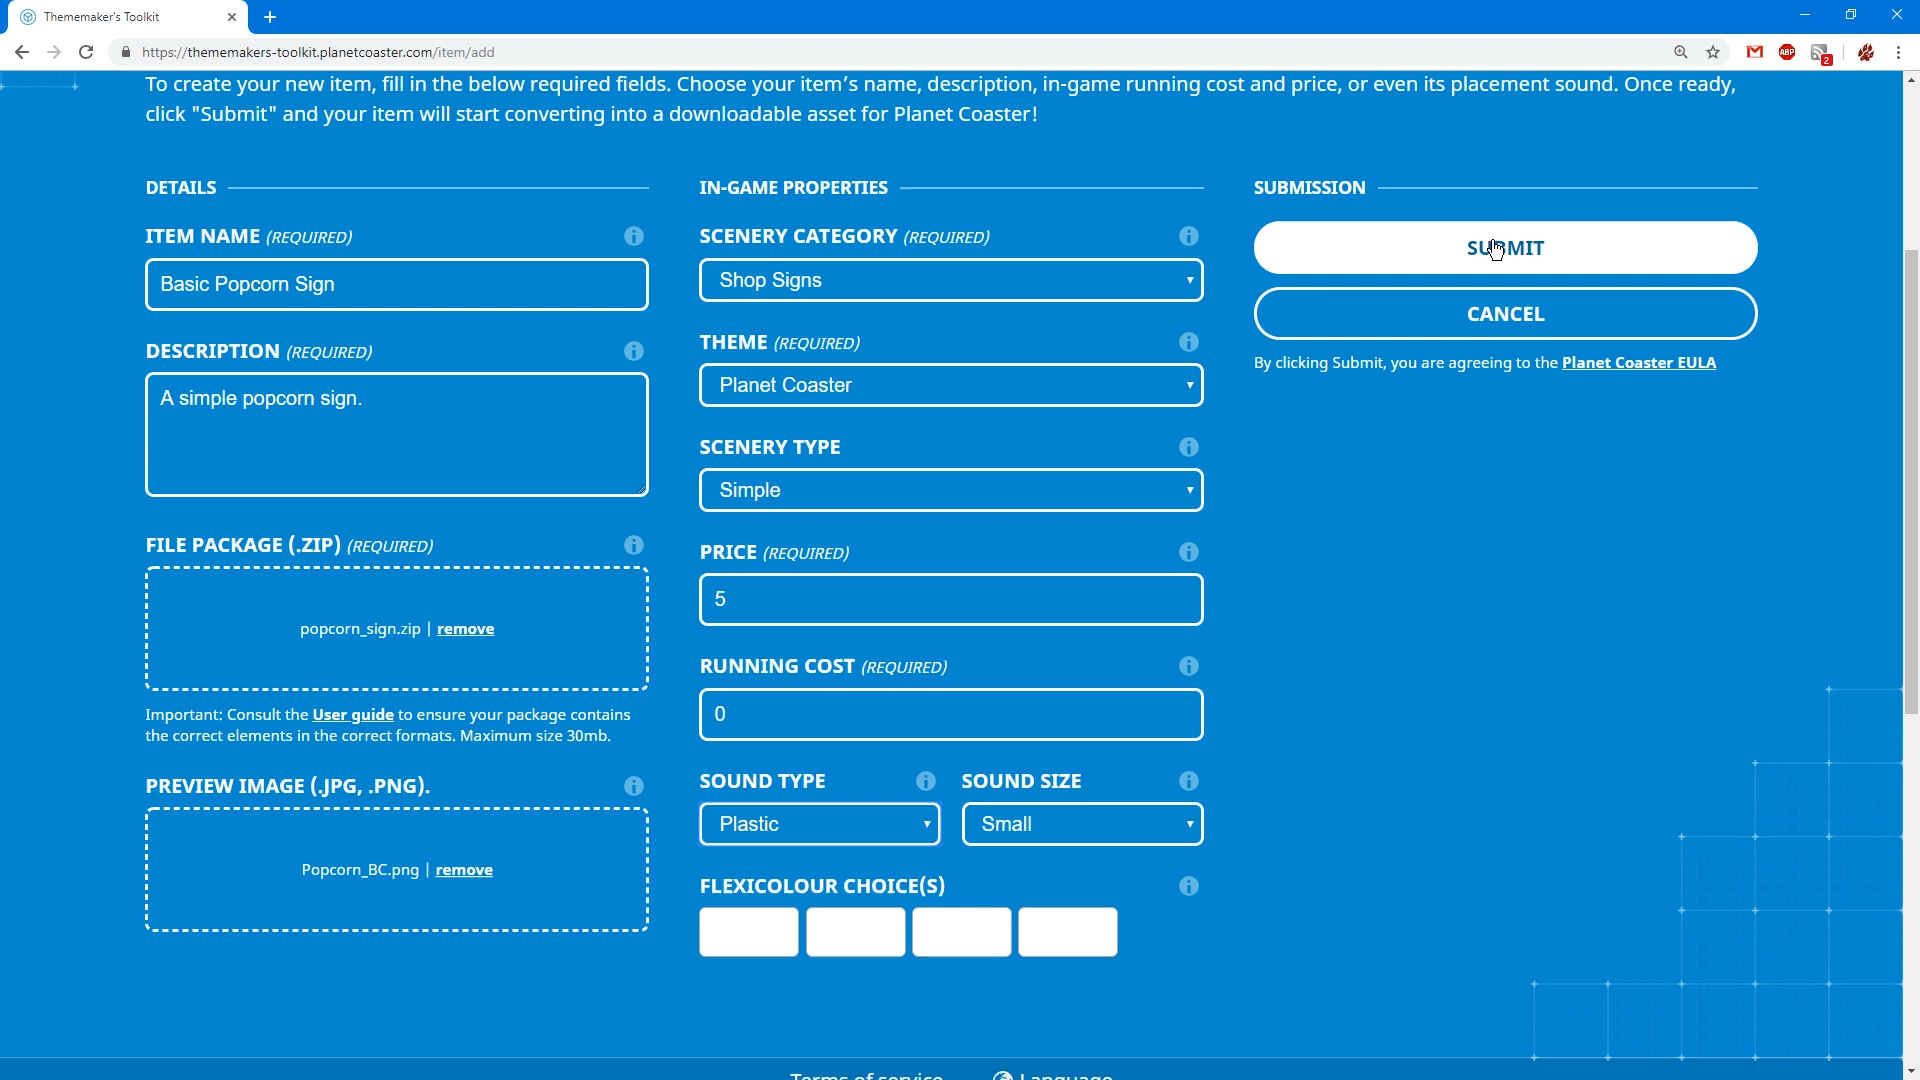 Thememaker's Toolkit
https://thememakers-toolkit.planetcoaster.com/item/add
ABP
2
To create your new item, fill in the below required fields. Choose your item's name, description, in-game running cost and price, or even its placement sound. Once ready,
click "Submit" and your item will start converting into a downloadable asset for Planet Coaster!
DETAILS
ITEM NAME (REQUIRED)
Basic Popcorn Sign
DESCRIPTION (REQUIRED)
A simple popcorn sign.
FILE PACKAGE (.ZIP) (REQUIRED)
popcorn_sign.zip | remove
Important: Consult the User guide to ensure your package contains
the correct elements in the correct formats. Maximum size 30mb.
PREVIEW IMAGE (.JPG, .PNG).
Popcorn_BC.png | remove
IN-GAME PROPERTIES
SCENERY CATEGORY (REQUIRED)
Shop Signs
THEME (REQUIRED)
Planet Coaster
SCENERY TYPE
Simple
PRICE (REQUIRED)
5
RUNNING COST (REQUIRED)
0
SOUND TYPE
Plastic
SOUND SIZE
Small
FLEXICOLOUR CHOICE(S)
SUBMISSION
SUBMIT
CANCEL
By clicking Submit, you are agreeing to the Planet Coaster EULA
Terms of service
Language